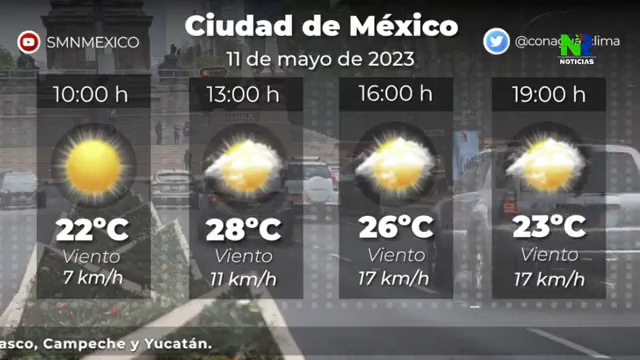 Ciudad de México
SMNMEXICO
11 de mayo de 2023
NOTICIAS
10:00 h
13:00 h
16:00 h
19:00 h
22°C
28°C
26°C
23°C
Viento
Viento
Viento
Viento
7 km/h
11 km/h
17 km/h
17 km/h
asco, Campeche y Yucatán.